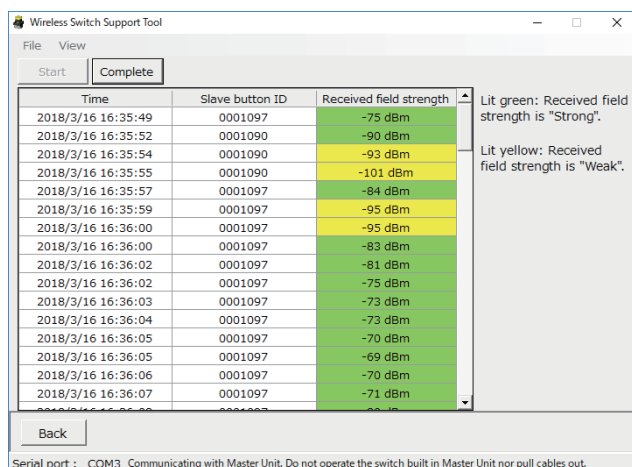 Wireless Switch Support Tool
File View
Start Complete
Time Slave button ID Received field strength
2018/3/16 16:35:49 0001097 -75 dBm
2018/3/16 16:35:52 0001090 -90 dBm
2018/3/16 16:35:54 0001090 -93 dBm
2018/3/16 16:35:55 0001090 -101 dBm
2018/3/16 16:35:57 0001097 -84 dBm
2018/3/16 16:35:59 0001097 -95 dBm
2018/3/16 16:36:00 0001097 -95 dBm
2018/3/16 16:36:00 0001097 -83 dBm
2018/3/16 16:36:02 0001097 -81 dBm
2018/3/16 16:36:02 0001097 -75 dBm
2018/3/16 16:36:03 0001097 -73 dBm
2018/3/16 16:36:04 0001097 -73 dBm
2018/3/16 16:36:05 0001097 -70 dBm
2018/3/16 16:36:05 0001097 -69 dBm
2018/3/16 16:36:06 0001097 -70 dBm
2018/3/16 16:36:07 0001097 -71 dBm
Lit green: Received field
strength is "Strong".
Lit yellow: Received
field strength is "Weak".
Back
Serial port : COM3 Communicating with Master Unit. Do not operate the switch built in Master Unit nor pull cables out.